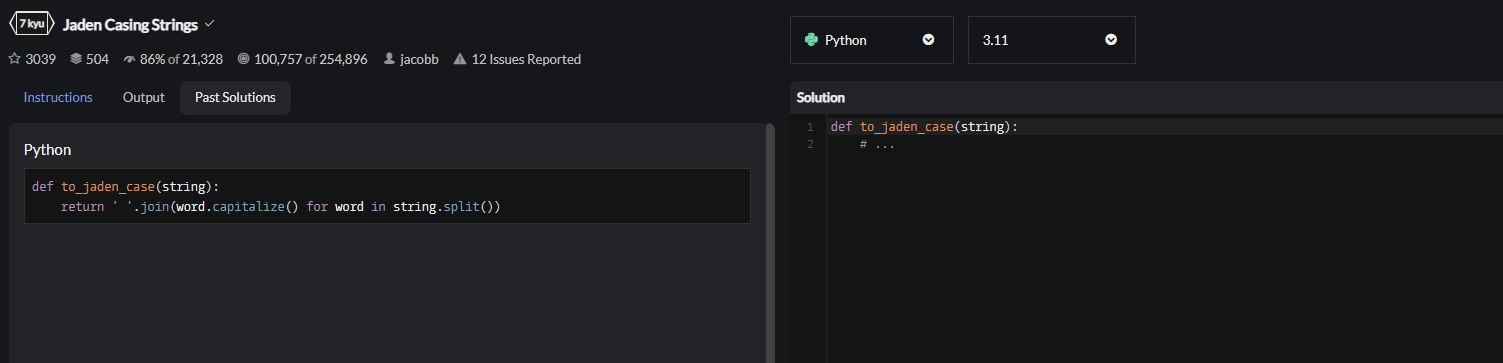 7 kyu Jaden Casing Strings
3039 504 86% of 21,328 100,757 of 254,896 jacobb 12 Issues Reported
Instructions Output Past Solutions
Python
def to_jaden_case(string):
    return ' '.join(word.capitalize() for word in string.split())
Python 3.11
Solution
1 def to_jaden_case(string):
2     # ...